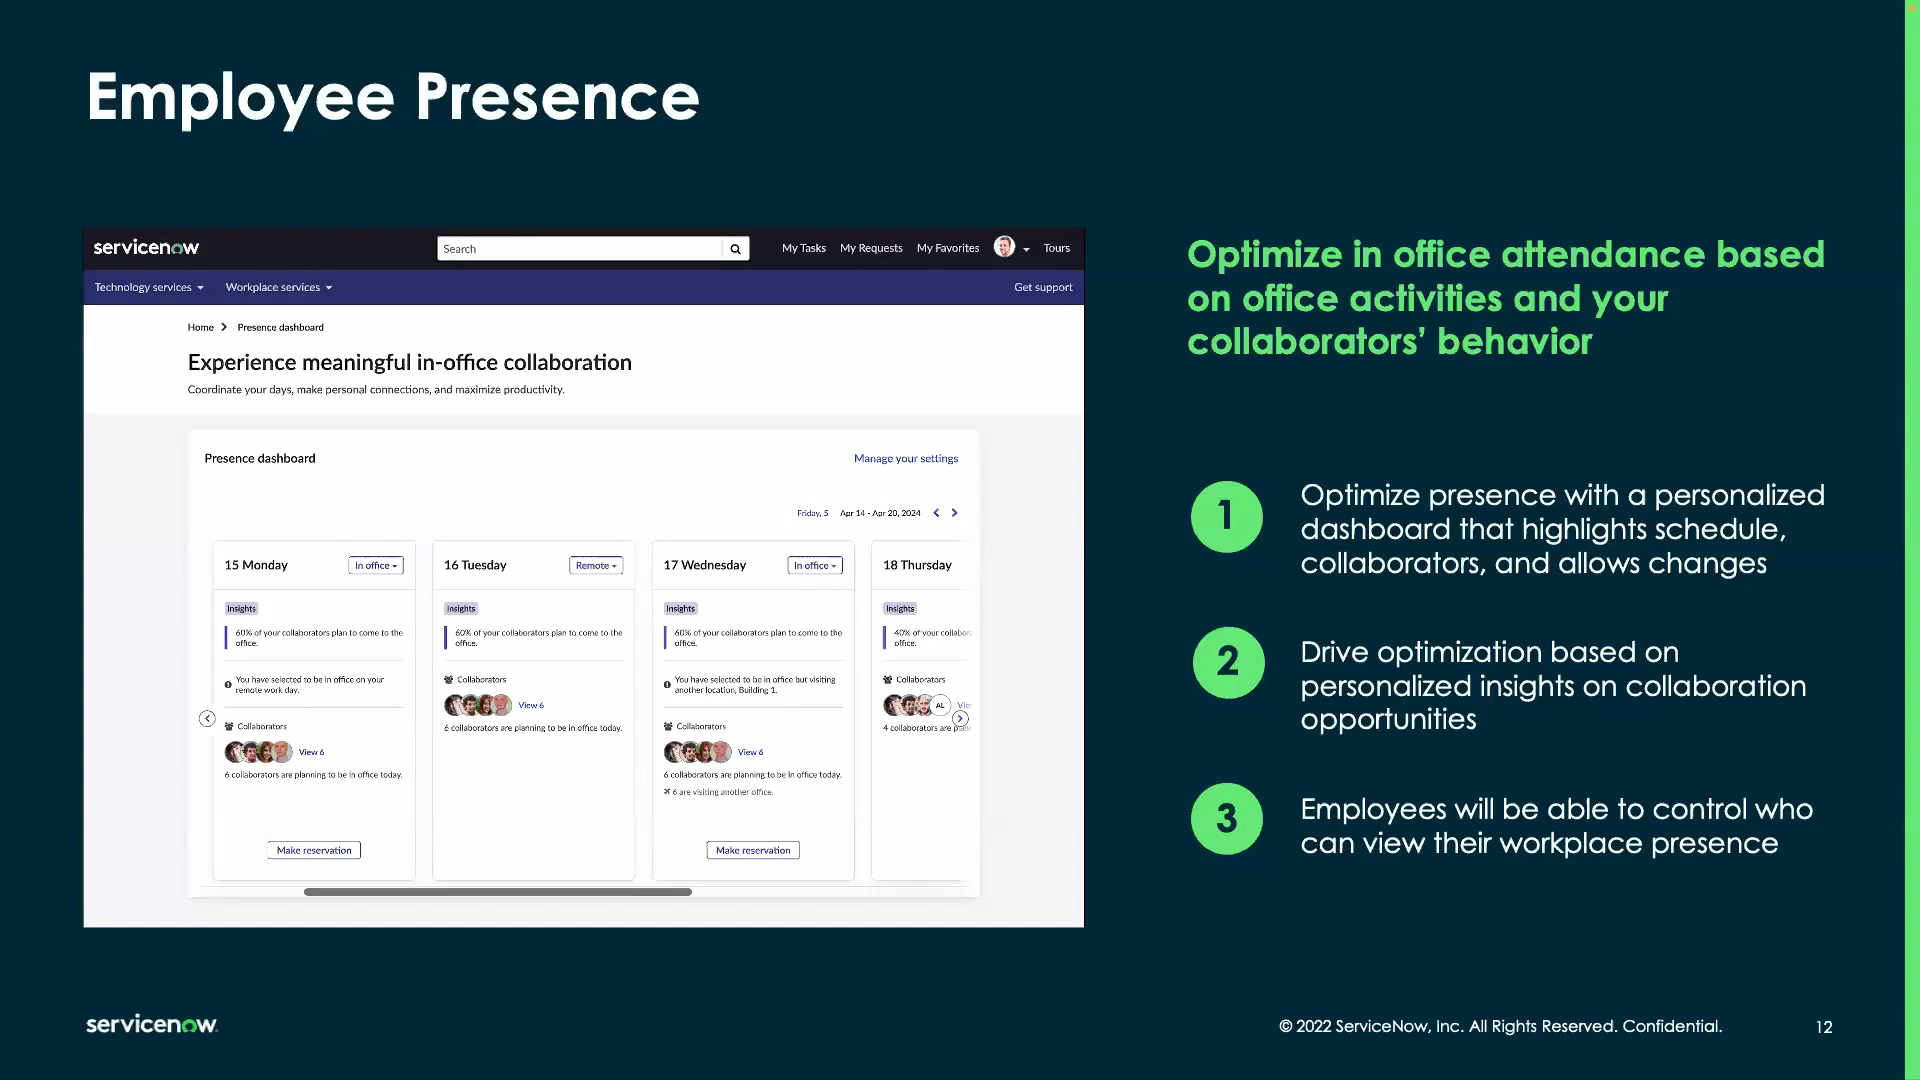 Employee Presence
servicenow
Search
My Tasks
My Requests
My Favorites
Tours
Technology services
Workplace services
Get support
Home
Presence dashboard
Experience meaningful in-office collaboration
Coordinate your days, make personal connections, and maximize productivity.
Presence dashboard
Manage your settings
Friday, 5
Apr 14 - Apr 20, 2024
15 Monday
In office
Insights
60% of your collaborators plan to come to the
office.
You have selected to be in office on your
remote work day.
Collaborators
View 6
6 collaborators are planning to be in office today.
Make reservation
16 Tuesday
Remote
Insights
60% of your collaborators plan to come to the
office.
Collaborators
View 6
6 collaborators are planning to be in office today.
17 Wednesday
In office
Insights
60% of your collaborators plan to come to the
office.
You have selected to be in office but visiting
another location, Building 1.
Collaborators
View 6
6 collaborators are planning to be in office today.
6 are visiting another office.
Make reservation
18 Thursday
Insights
40% of your
office.
Collaborators
AL
4 collaborators are
Optimize in office attendance based
on office activities and your
collaborators’ behavior
1
Optimize presence with a personalized
dashboard that highlights schedule,
collaborators, and allows changes
2
Drive optimization based on
personalized insights on collaboration
opportunities
3
Employees will be able to control who
can view their workplace presence
servicenow
© 2022 ServiceNow, Inc. All Rights Reserved. Confidential.
12